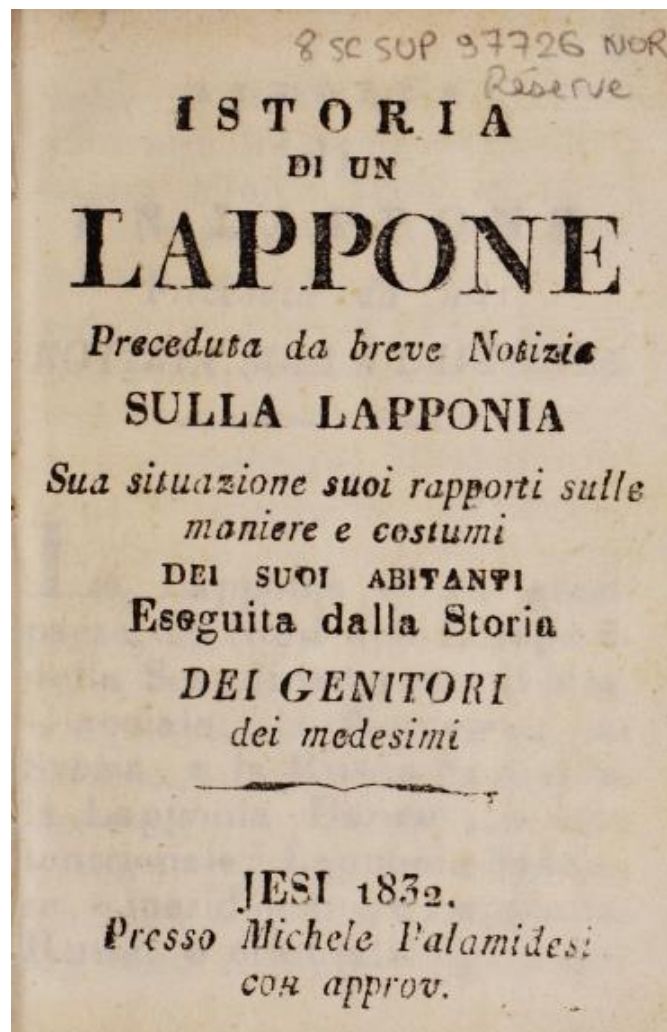 8 SC SUP 97726 NOR
Réserve
ISTORIA
DI UN
LAPPONE
Preceduta da breve Notizia
SULLA LAPPONIA
Sua situazione suoi rapporti sulle
maniere e costumi
DEI SUOI ABITANTI
Eseguita dalla Storia
DEI GENITORI
dei medesimi
JESI 1832.
Presso Michele Palamidesi
con approv.